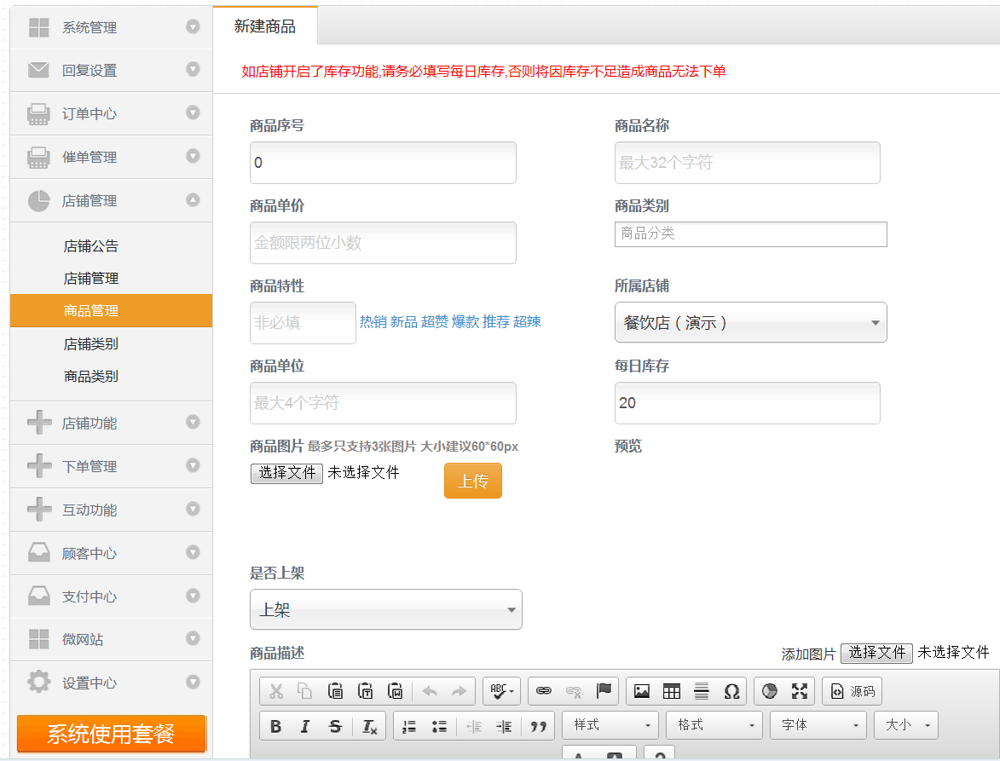 系统管理
回复设置
订单中心
催单管理
店铺管理
店铺公告
店铺管理
商品管理
店铺类别
商品类别
店铺功能
下单管理
互动功能
顾客中心
支付中心
微网站
设置中心
系统使用套餐
新建商品
如店铺开启了库存功能,请务必填写每日库存,否则将因库存不足造成商品无法下单
商品序号 商品名称
0 最大32个字符
商品单价 商品类别
金额限两位小数 商品分类
商品特性 所属店铺
非必填 热销 新品 超赞 爆款 推荐 超辣 餐饮店（演示）
商品单位 每日库存
最大4个字符 20
商品图片 最多只支持3张图片 大小建议60*60px 预览
选择文件 未选择文件 上传
是否上架
上架
商品描述 添加图片 选择文件 未选择文件
ABC 源码
B I S Tx 样式 格式 字体 大小